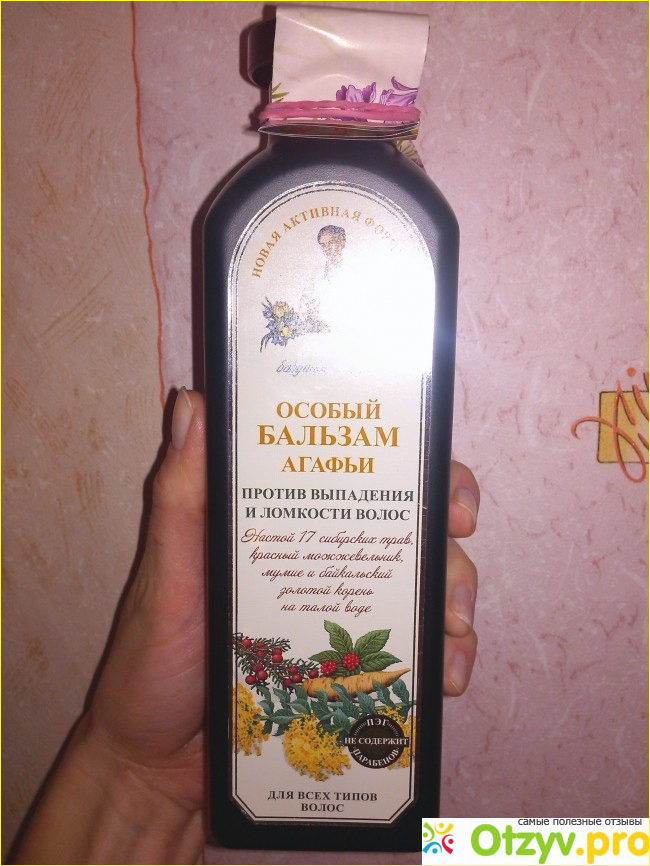 НОВАЯ АКТИВНАЯ
ОСОБЫЙ
БАЛЬЗАМ
АГАФЬИ
ПРОТИВ ВЫПАДЕНИЯ
И ЛОМКОСТИ ВОЛОС
Настой 17 сибирских трав,
красный можжевельник,
мумие и байкальский
золотой корень
на талой воде
ПЭГ
НЕ СОДЕРЖИТ
ПАРАБЕНОВ
ДЛЯ ВСЕХ ТИПОВ
ВОЛОС
самые полезные отзывы
Otzyv.pro